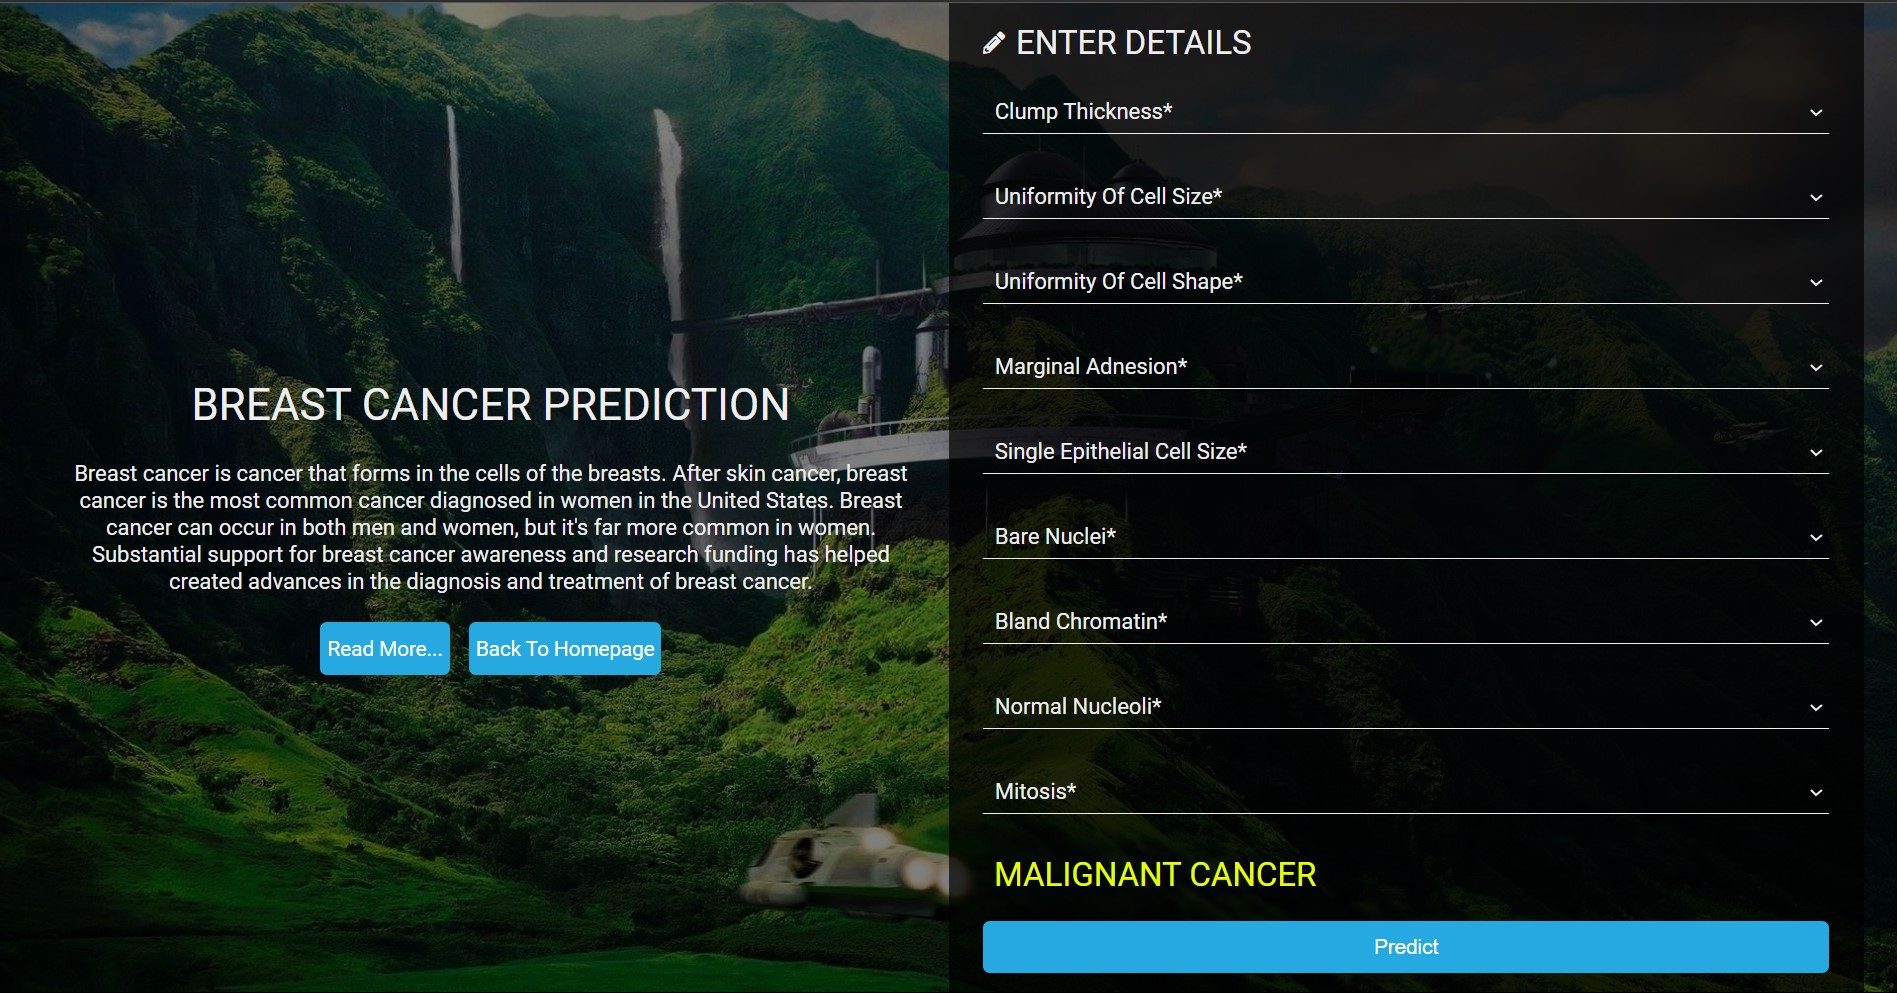 BREAST CANCER PREDICTION
Breast cancer is cancer that forms in the cells of the breasts. After skin cancer, breast
cancer is the most common cancer diagnosed in women in the United States. Breast
cancer can occur in both men and women, but it's far more common in women.
Substantial support for breast cancer awareness and research funding has helped
created advances in the diagnosis and treatment of breast cancer.
Read More...
Back To Homepage
ENTER DETAILS
Clump Thickness*
Uniformity Of Cell Size*
Uniformity Of Cell Shape*
Marginal Adnesion*
Single Epithelial Cell Size*
Bare Nuclei*
Bland Chromatin*
Normal Nucleoli*
Mitosis*
MALIGNANT CANCER
Predict